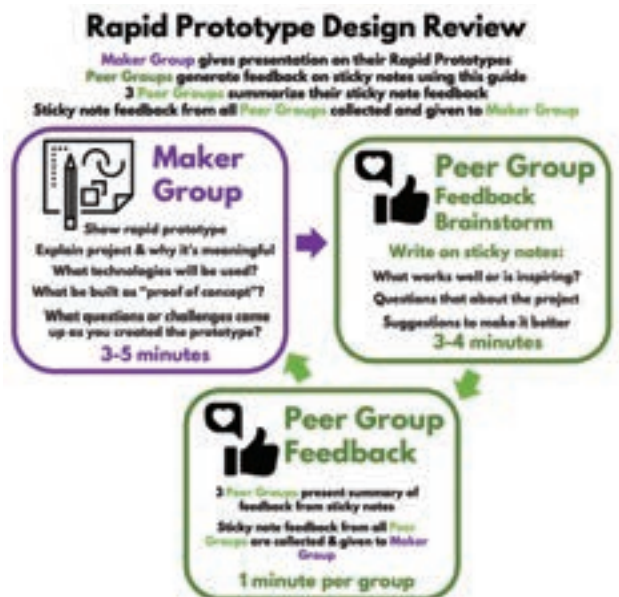 Rapid Prototype Design Review
Maker Group gives presentation on their Rapid Prototypes
Peer Groups generate feedback on sticky notes using this guide
3 Peer Groups summarize their sticky note feedback
Sticky note feedback from all Peer Groups collected and given to Maker Group
Maker
Group
Show rapid prototype
Explain project & why it's meaningful
What technologies will be used?
What be built as "proof of concept"?
What questions or challenges came
up as you created the prototype?
3-5 minutes
Peer Group
Feedback
Brainstorm
Write on sticky notes:
What works well or is inspiring?
Questions that about the project
Suggestions to make it better
3-4 minutes
Peer Group
Feedback
3 Peer Groups present summary of
feedback from sticky notes
Sticky note feedback from all Peer
Groups are collected & given to Maker
Group
1 minute per group